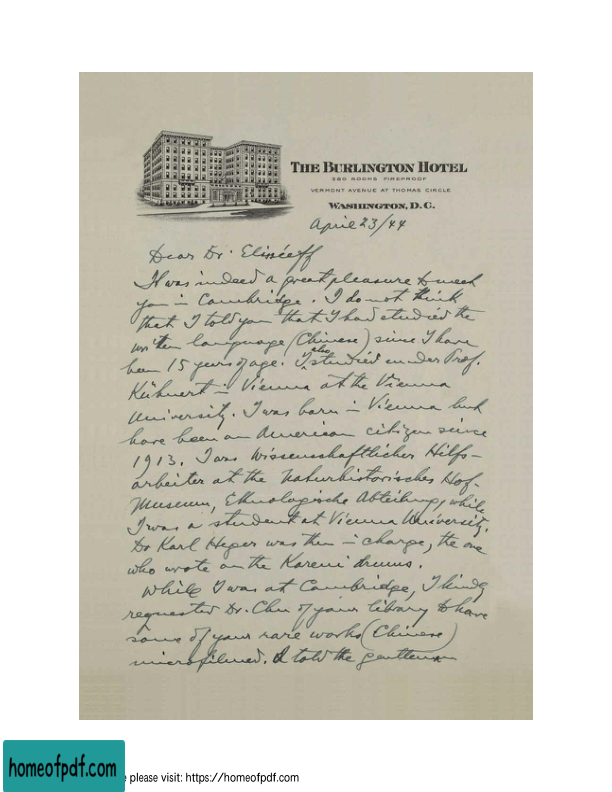 THE BURLINGTON HOTEL
380 ROOMS FIREPROOF
VERMONT AVENUE AT THOMAS CIRCLE
WASHINGTON, D.C.
April 23/44
Dear Dr. Elisséeff
It was indeed a great pleasure to meet
you in Cambridge. I do not think
that I told you that I had studied the
written language (Chinese) since I have
been 15 years of age. I also studied under Prof.
Kühnert in Vienna at the Vienna
University. I was born in Vienna but
have been an American citizen since
1913. I was wissenschaftlicher Hilfs-
arbeiter at the Naturhistorisches Hof-
Museum, Ethnologische Abteilung, while
I was a student at Vienna University.
Dr Karl Heger was then in charge, the one
who wrote on the Kareni drums.
While I was at Cambridge, I
requested Dr. Chu of your library to have
some of your rare works (Chinese)
microfilmed. I told the gentleman
homeofpdf.com
e please visit: https://homeofpdf.com